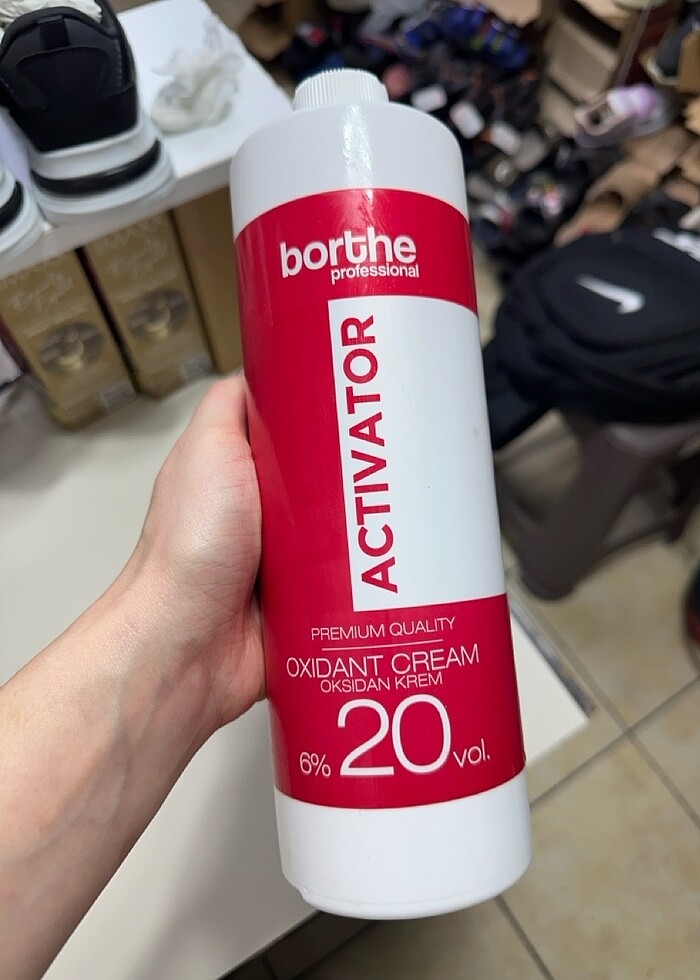 borthe
professional
ACTIVATOR
PREMIUM QUALITY
OXIDANT CREAM
OKSIDAN KREM
6% 20 vol.